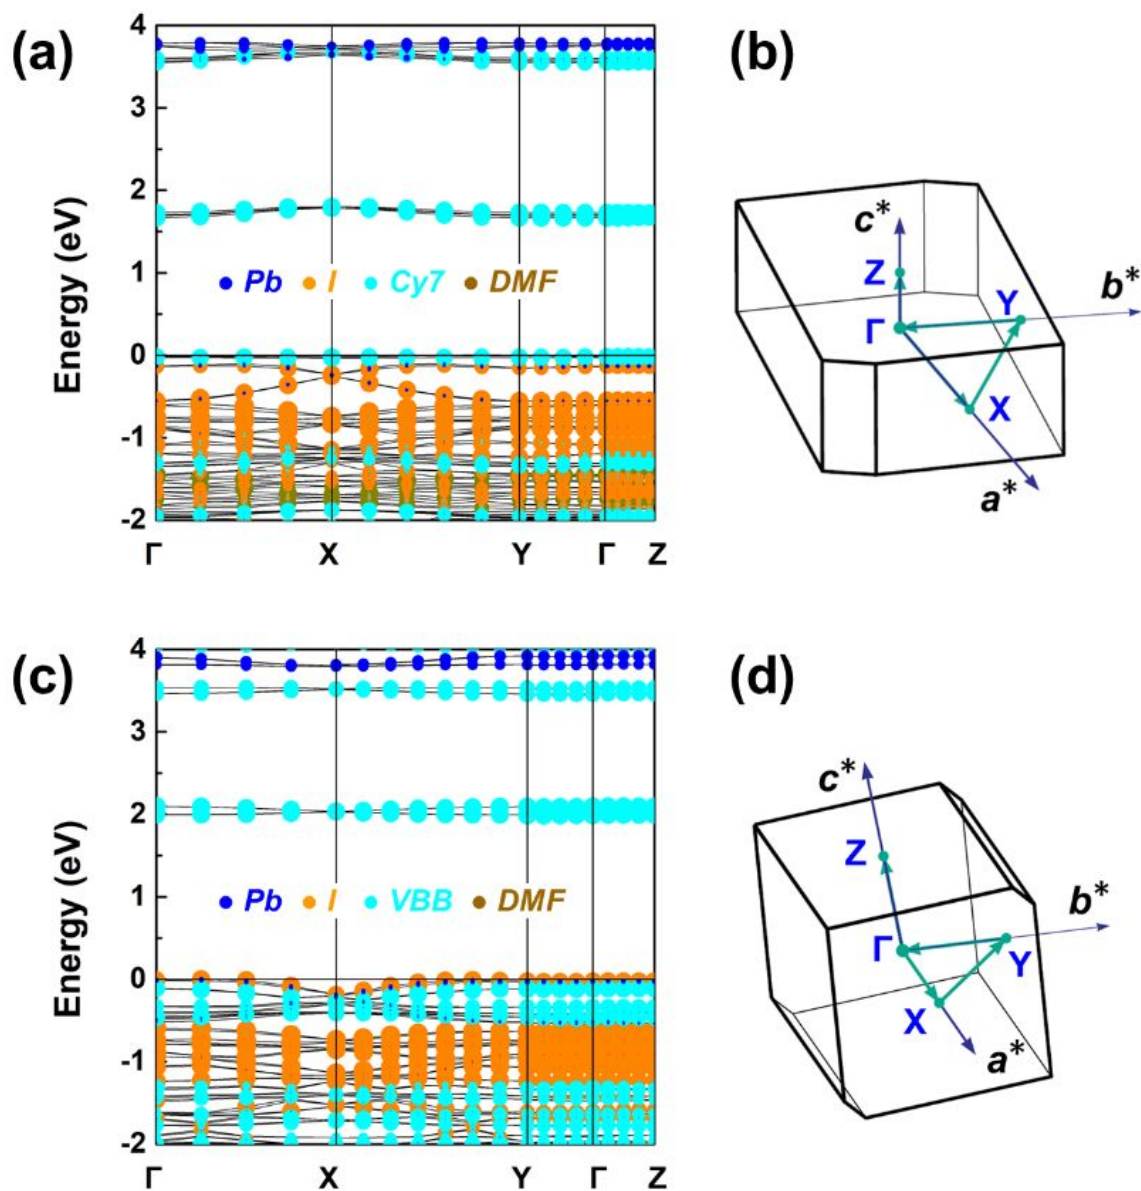 (a)
(b)
4
3
2
1
0
-1
-2
Energy (eV)
Pb I Cy7 DMF
Γ X Y Γ Z
c*
Z
Γ
Y
b*
X
a*
(c)
(d)
4
3
2
1
0
-1
-2
Energy (eV)
Pb I VBB DMF
Γ X Y Γ Z
c*
Z
b*
Γ
Y
X
a*